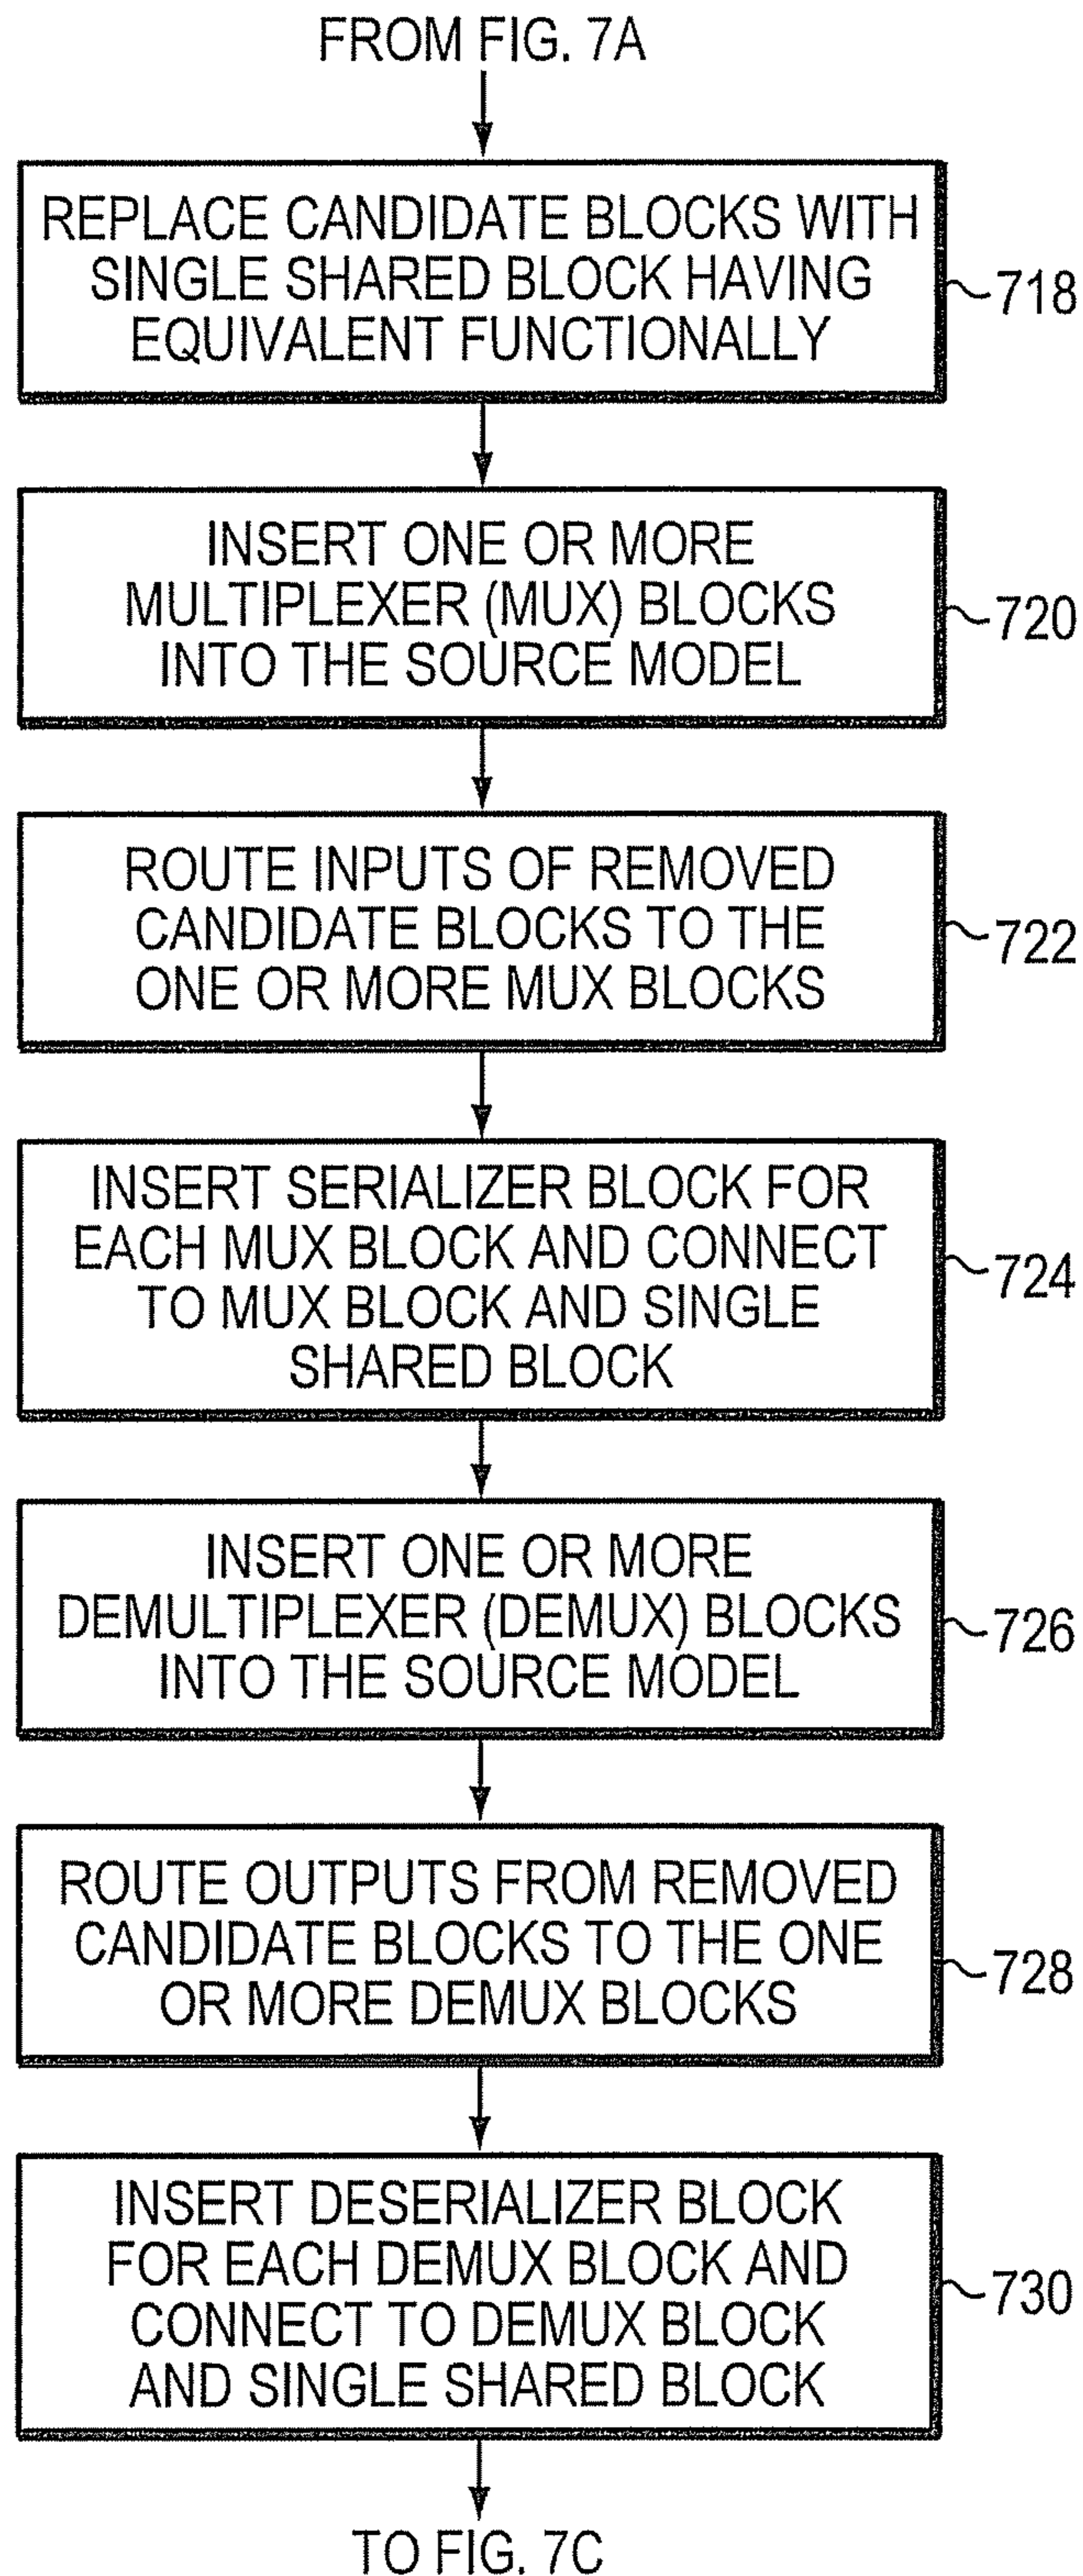 FROM FIG. 7A
REPLACE CANDIDATE BLOCKS WITH
SINGLE SHARED BLOCK HAVING
EQUIVALENT FUNCTIONALLY
718
INSERT ONE OR MORE
MULTIPLEXER (MUX) BLOCKS
INTO THE SOURCE MODEL
720
ROUTE INPUTS OF REMOVED
CANDIDATE BLOCKS TO THE
ONE OR MORE MUX BLOCKS
722
INSERT SERIALIZER BLOCK FOR
EACH MUX BLOCK AND CONNECT
TO MUX BLOCK AND SINGLE
SHARED BLOCK
724
INSERT ONE OR MORE
DEMULTIPLEXER (DEMUX) BLOCKS
INTO THE SOURCE MODEL
726
ROUTE OUTPUTS FROM REMOVED
CANDIDATE BLOCKS TO THE ONE
OR MORE DEMUX BLOCKS
728
INSERT DESERIALIZER BLOCK
FOR EACH DEMUX BLOCK AND
CONNECT TO DEMUX BLOCK
AND SINGLE SHARED BLOCK
730
TO FIG. 7C